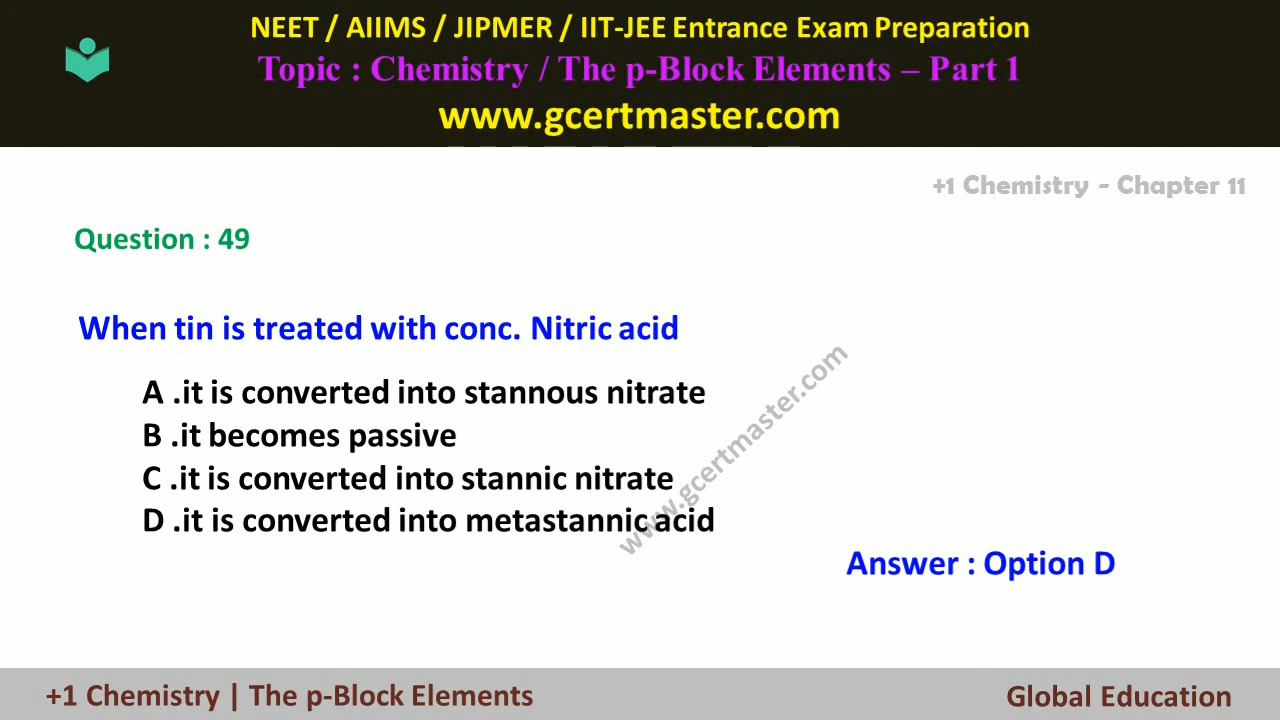 NEET / AIIMS / JIPMER / IIT-JEE Entrance Exam Preparation
Topic : Chemistry / The p-Block Elements – Part 1
www.gcertmaster.com
+1 Chemistry - Chapter 11
Question : 49
When tin is treated with conc. Nitric acid
A .it is converted into stannous nitrate
B .it becomes passive
C .it is converted into stannic nitrate
D .it is converted into metastannic acid
www.gcertmaster.com
Answer : Option D
+1 Chemistry | The p-Block Elements
Global Education